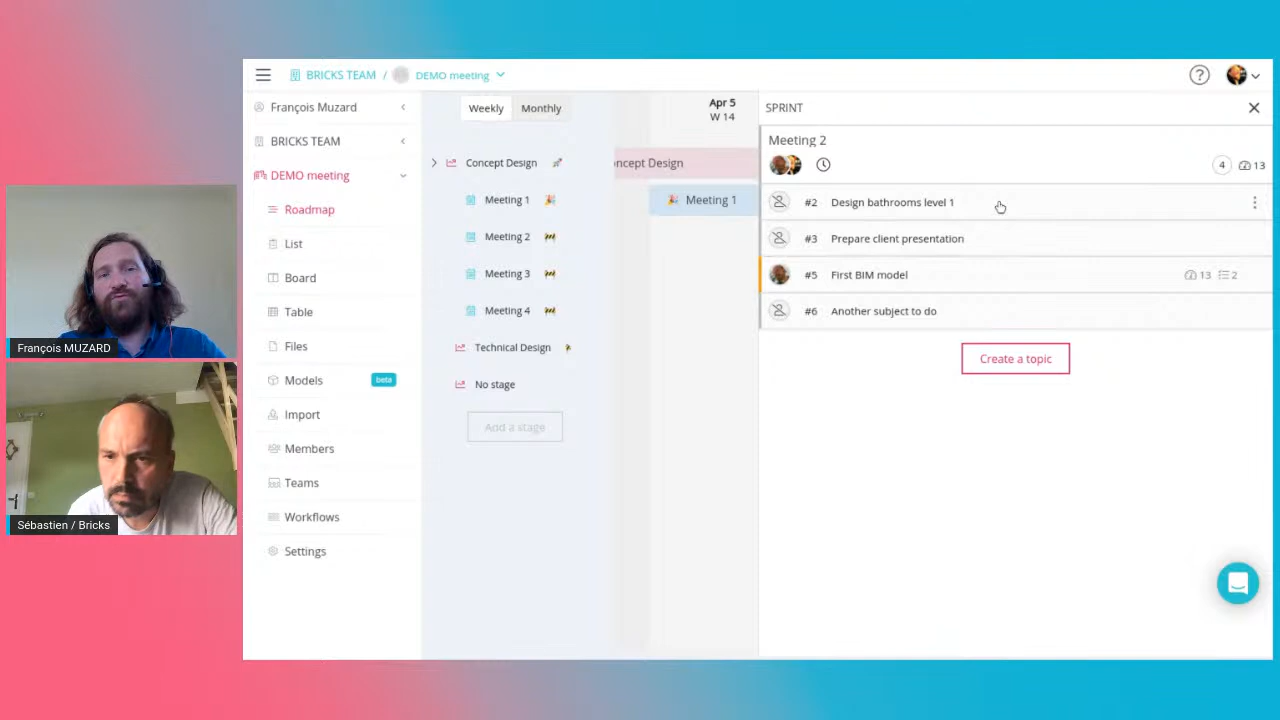 BRICKS TEAM / DEMO meeting
?
François Muzard
BRICKS TEAM
DEMO meeting
Roadmap
List
Board
Table
Files
Models beta
Import
Members
Teams
Workflows
Settings
Weekly Monthly
Concept Design
Meeting 1
Meeting 2
Meeting 3
Meeting 4
Technical Design
No stage
Add a stage
Apr 5
W 14
ncept Design
Meeting 1
SPRINT
Meeting 2
4 13
#2 Design bathrooms level 1
#3 Prepare client presentation
#5 First BIM model 13 2
#6 Another subject to do
Create a topic
François MUZARD
Sébastien / Bricks